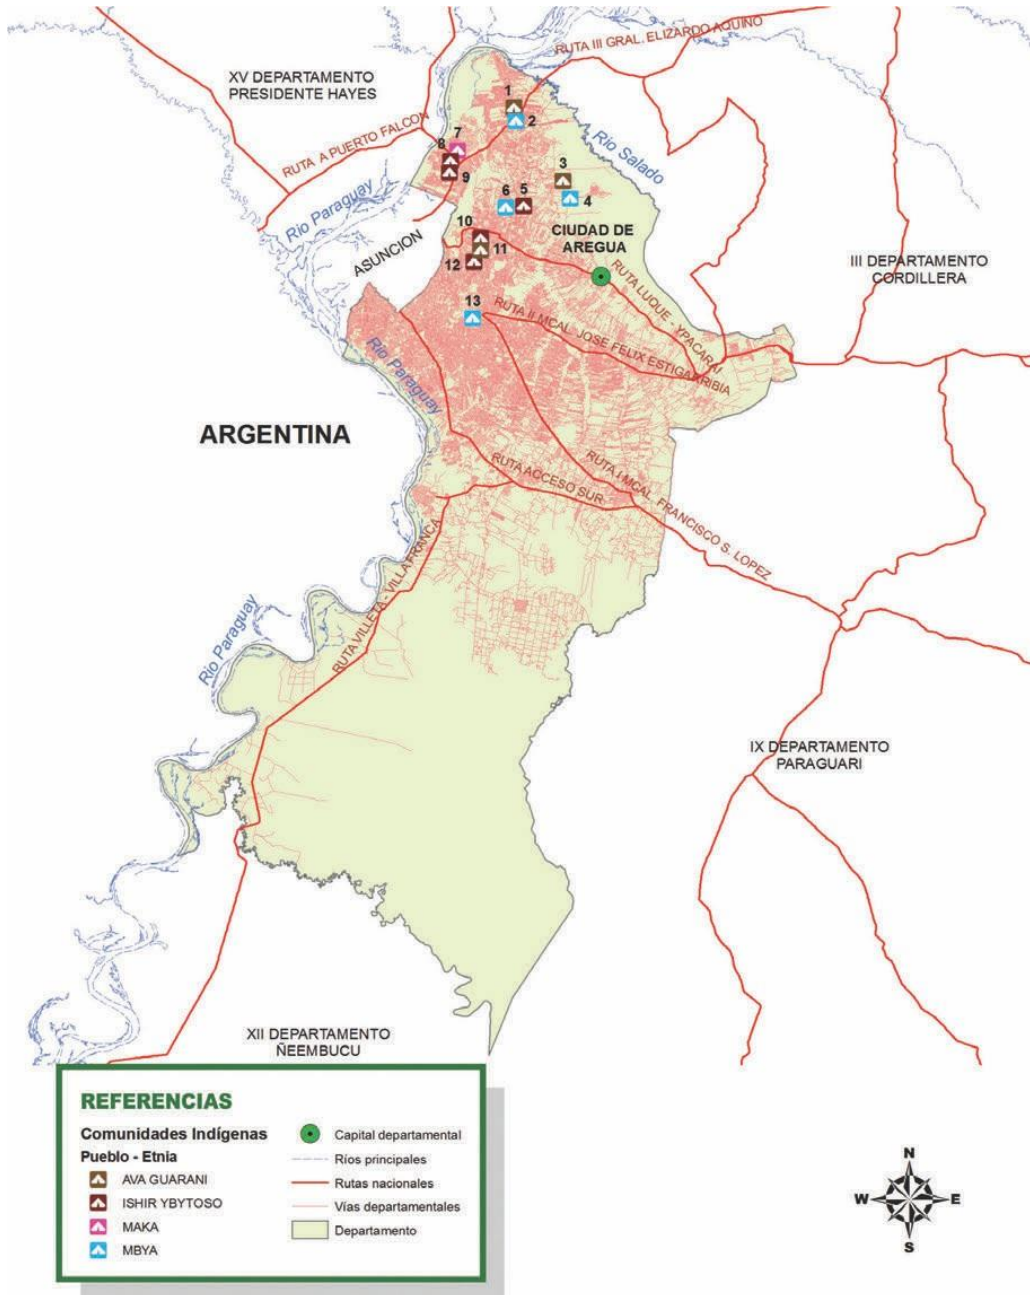 RUTA III GRAL. ELIZARDO AQUINO
XV DEPARTAMENTO
PRESIDENTE HAYES
RUTA A PUERTO FALCON
1
2
Rio Salado
7
8
9
3
4
6
5
Rio Paraguay
ASUNCION
10
11
12
CIUDAD DE
AREGUA
III DEPARTAMENTO
CORDILLERA
RUTA LUQUE - YPACARAI
13
RUTA II MCAL. JOSE FELIX ESTIGARRIBIA
Rio Paraguay
ARGENTINA
RUTA ACCESO SUR
RUTA I MCAL. FRANCISCO S. LOPEZ
RUTA VILLETA - VILLA FRANCA
Rio Paraguay
IX DEPARTAMENTO
PARAGUARI
XII DEPARTAMENTO
ÑEEMBUCU
REFERENCIAS
Comunidades Indígenas
Pueblo - Etnia
AVA GUARANI
ISHIR YBYTOSO
MAKA
MBYA
Capital departamental
Ríos principales
Rutas nacionales
Vías departamentales
Departamento
N
W
E
S